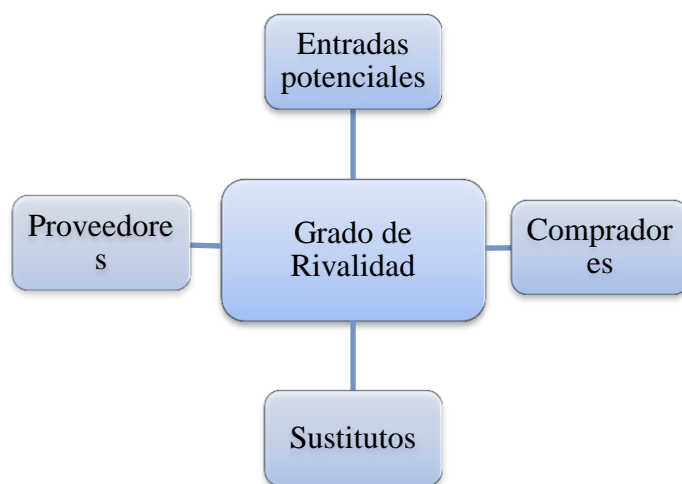 Entradas
potenciales
Proveedore
s
Grado de
Rivalidad
Comprador
es
Sustitutos